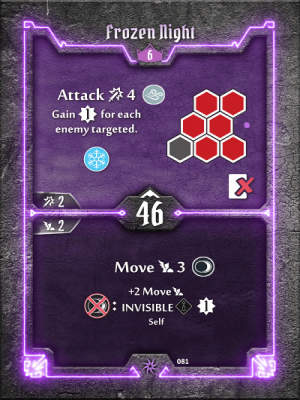 Frozen Night
6
Attack 4
Gain 1 for each
enemy targeted.
2
46
2
Move 3
+2 Move
: INVISIBLE 1
Self
081